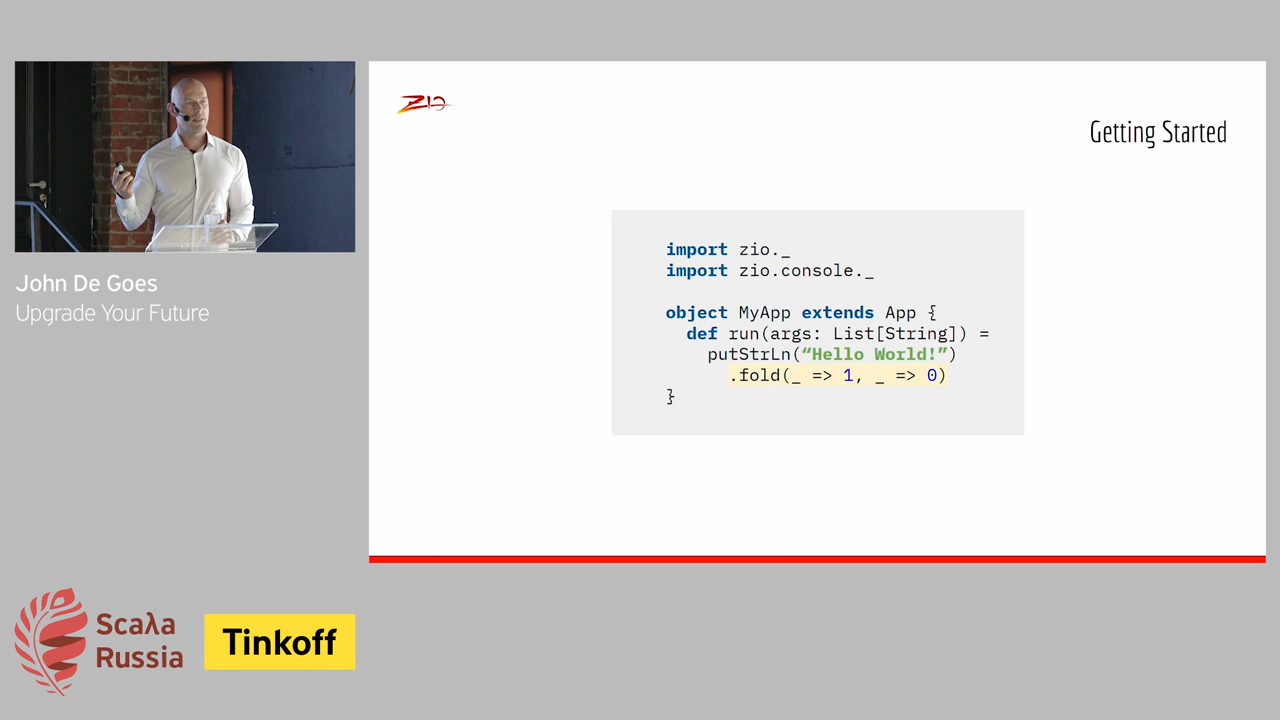 ZIO
Getting Started
import zio._
import zio.console._
object MyApp extends App {
def run(args: List[String]) =
putStrLn(“Hello World!”)
.fold(_ => 1, _ => 0)
}
John De Goes
Upgrade Your Future
Scaλa
Russia
Tinkoff